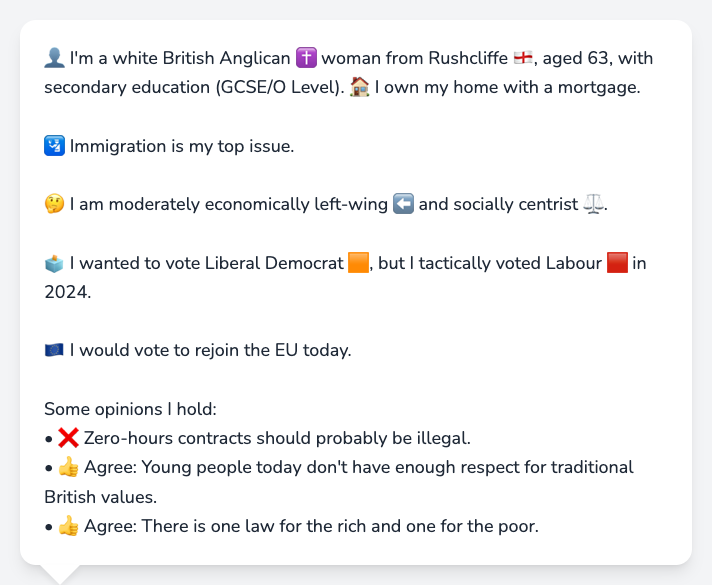 👤 I'm a white British Anglican ✝️ woman from Rushcliffe 🏴󠁧󠁢󠁥󠁮󠁧󠁿, aged 63, with
secondary education (GCSE/O Level). 🏠 I own my home with a mortgage.
🛂 Immigration is my top issue.
🤔 I am moderately economically left-wing ⬅️ and socially centrist ⚖️.
🗳️ I wanted to vote Liberal Democrat 🟧, but I tactically voted Labour 🟥 in
2024.
🇪🇺 I would vote to rejoin the EU today.
Some opinions I hold:
• ❌ Zero-hours contracts should probably be illegal.
• 👍 Agree: Young people today don't have enough respect for traditional
British values.
• 👍 Agree: There is one law for the rich and one for the poor.